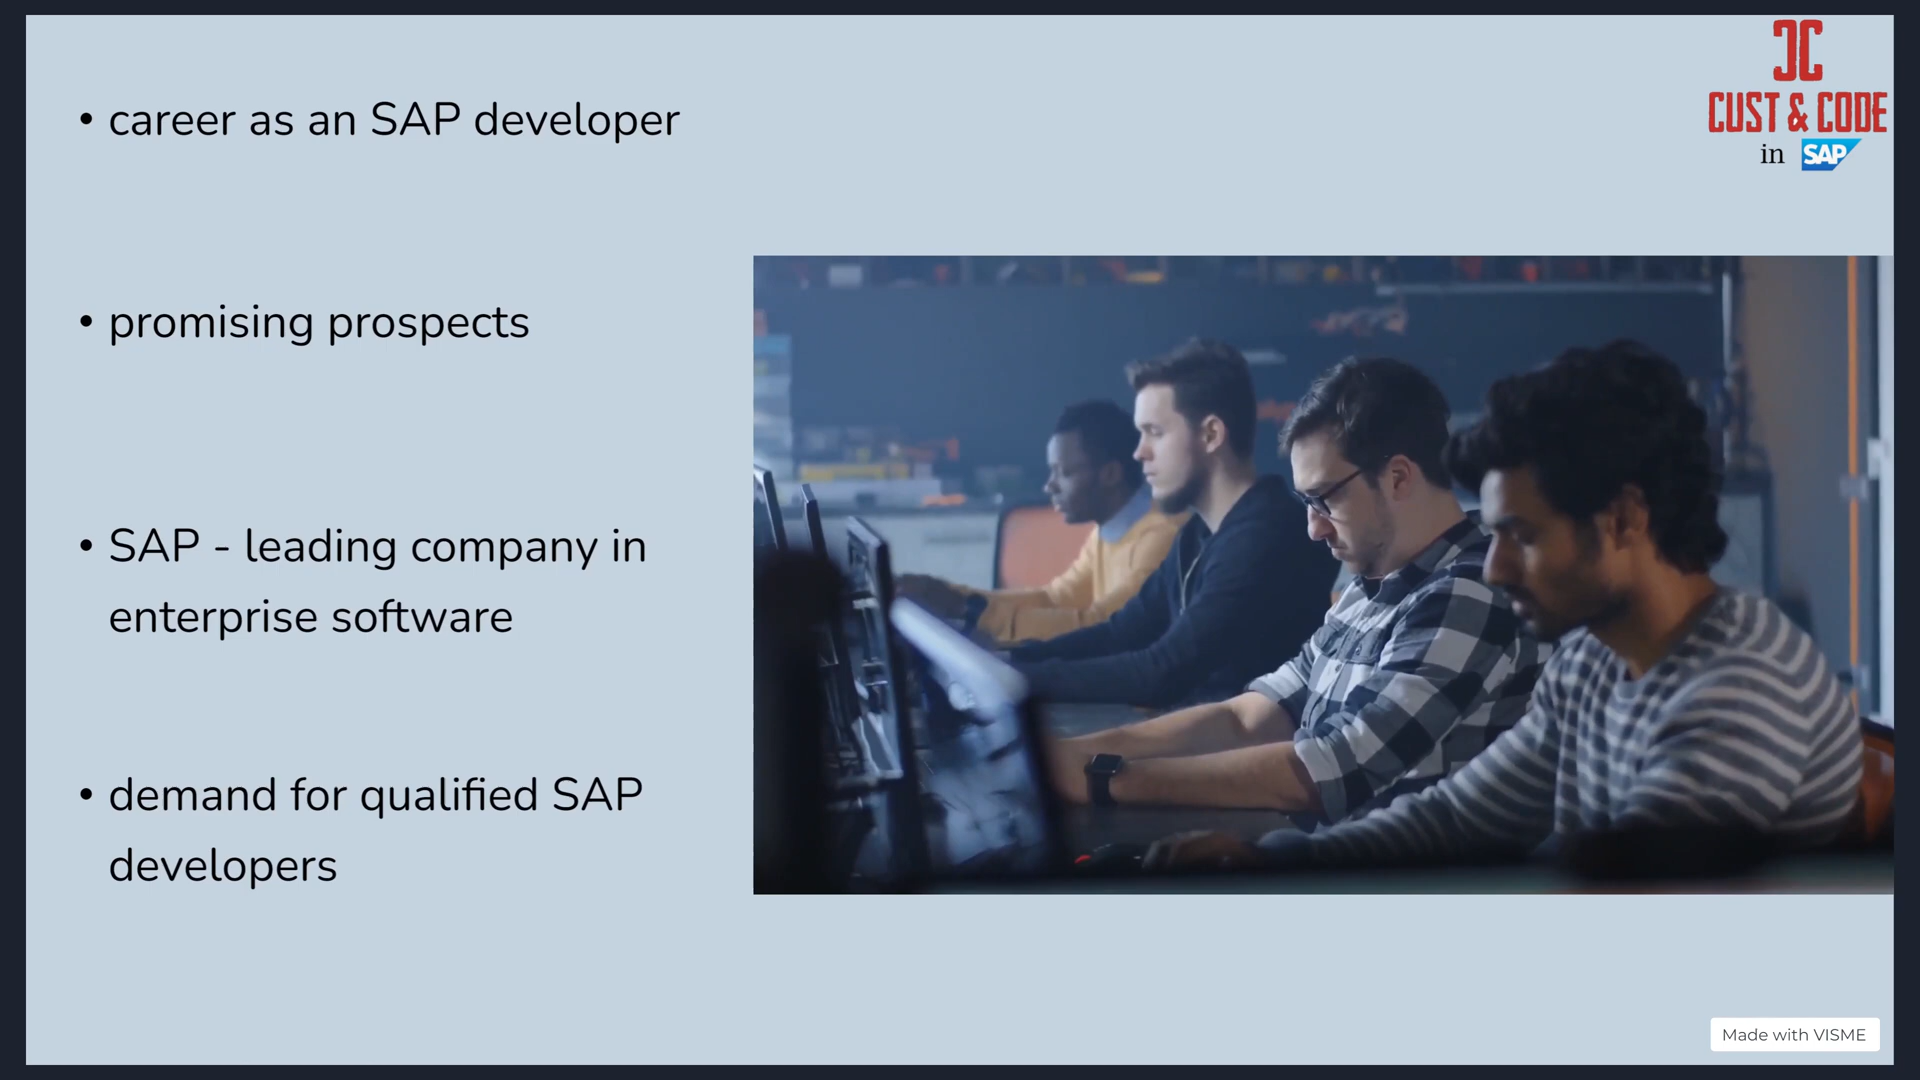 • career as an SAP developer
• promising prospects
• SAP - leading company in
enterprise software
• demand for qualified SAP
developers
CUST & CODE
in SAP
Made with VISME